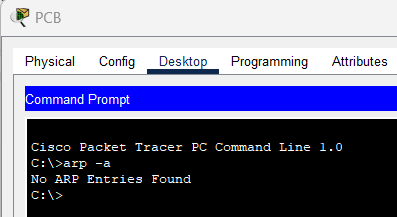 PCB
Physical Config Desktop Programming Attributes
Command Prompt
Cisco Packet Tracer PC Command Line 1.0
C:\>arp -a
No ARP Entries Found
C:\>